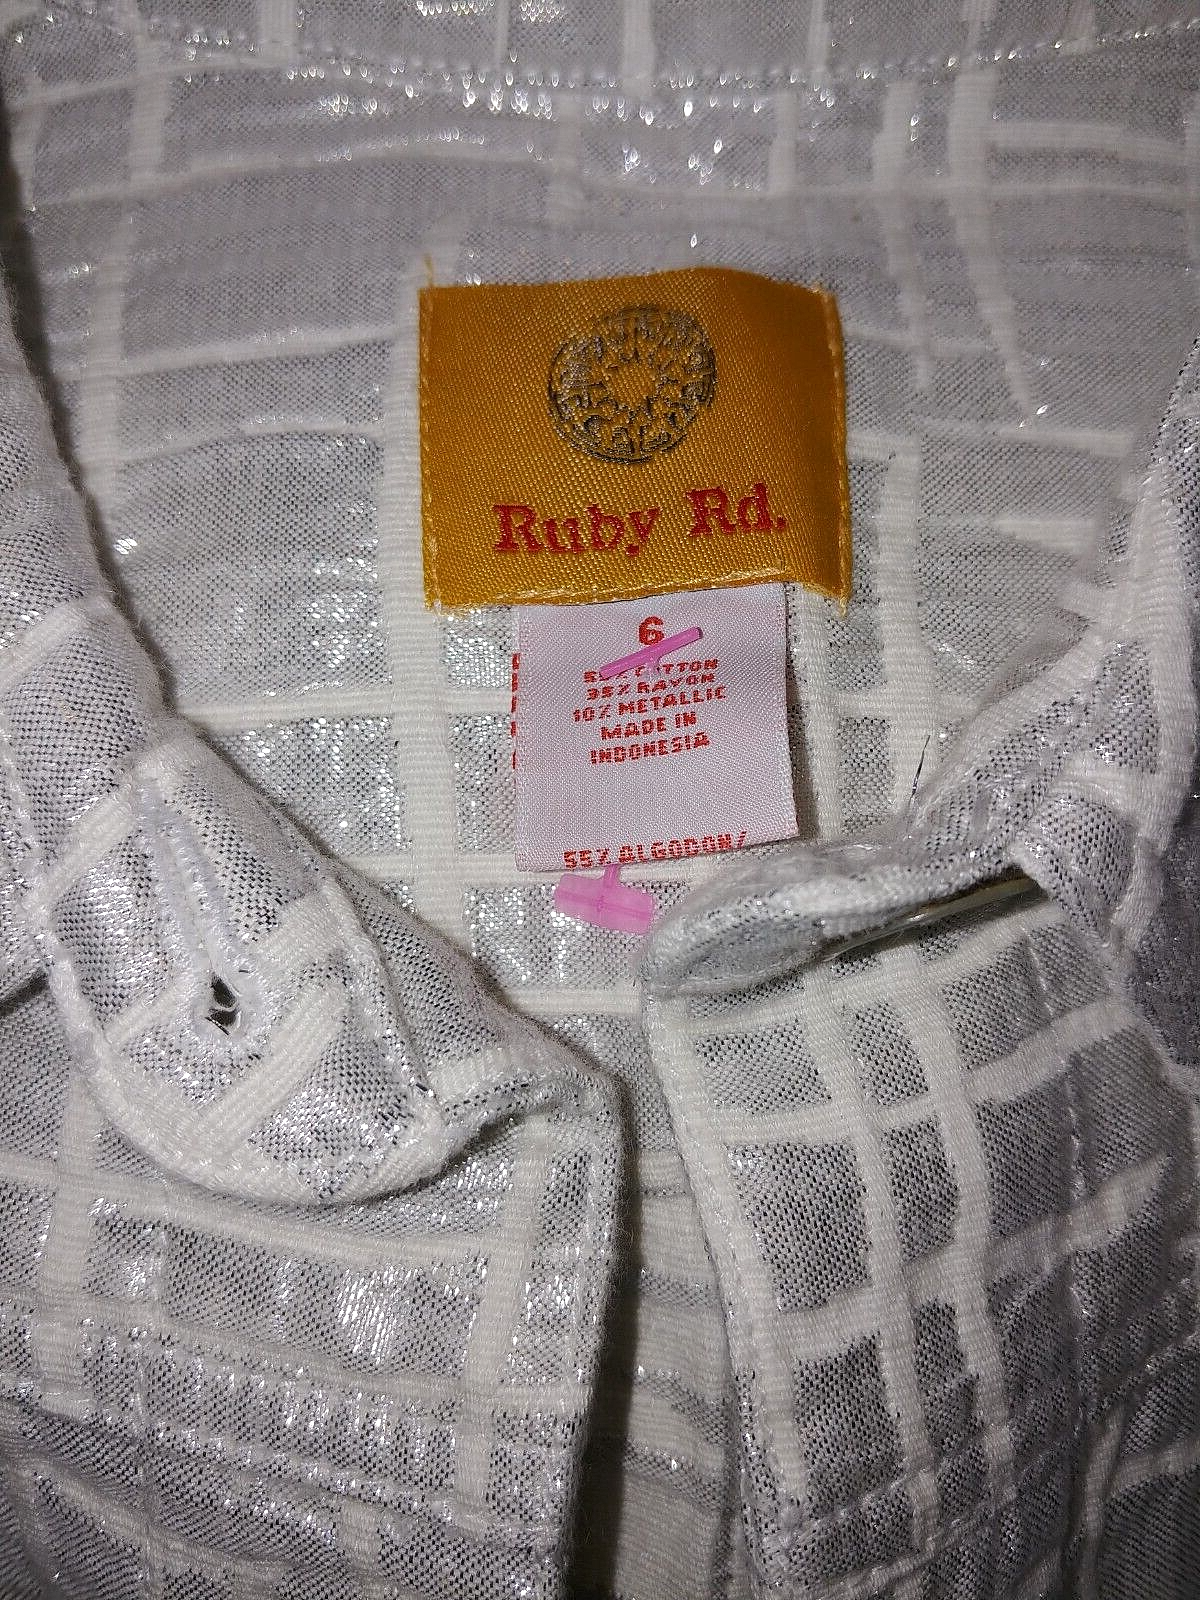 Ruby Rd.
6
35% RAYON
10% METALLIC
MADE IN
INDONESIA
55% ALGODON/